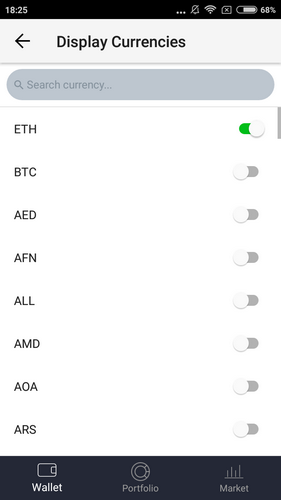 18:25
... 68%
Display Currencies
Search currency...
ETH
BTC
AED
AFN
ALL
AMD
AOA
ARS
Wallet Portfolio Market